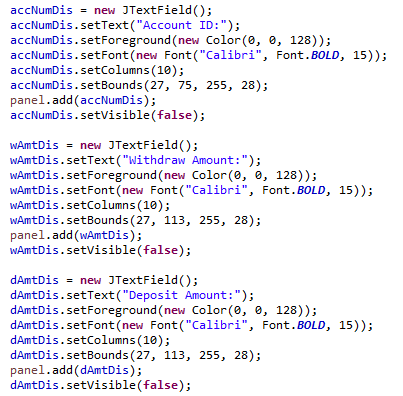 accNumDis = new JTextField();
accNumDis.setText("Account ID:");
accNumDis.setForeground(new Color(0, 0, 128));
accNumDis.setFont(new Font("Calibri", Font.BOLD, 15));
accNumDis.setColumns(10);
accNumDis.setBounds(27, 75, 255, 28);
panel.add(accNumDis);
accNumDis.setVisible(false);

wAmtDis = new JTextField();
wAmtDis.setText("Withdraw Amount:");
wAmtDis.setForeground(new Color(0, 0, 128));
wAmtDis.setFont(new Font("Calibri", Font.BOLD, 15));
wAmtDis.setColumns(10);
wAmtDis.setBounds(27, 113, 255, 28);
panel.add(wAmtDis);
wAmtDis.setVisible(false);

dAmtDis = new JTextField();
dAmtDis.setText("Deposit Amount:");
dAmtDis.setForeground(new Color(0, 0, 128));
dAmtDis.setFont(new Font("Calibri", Font.BOLD, 15));
dAmtDis.setColumns(10);
dAmtDis.setBounds(27, 113, 255, 28);
panel.add(dAmtDis);
dAmtDis.setVisible(false);